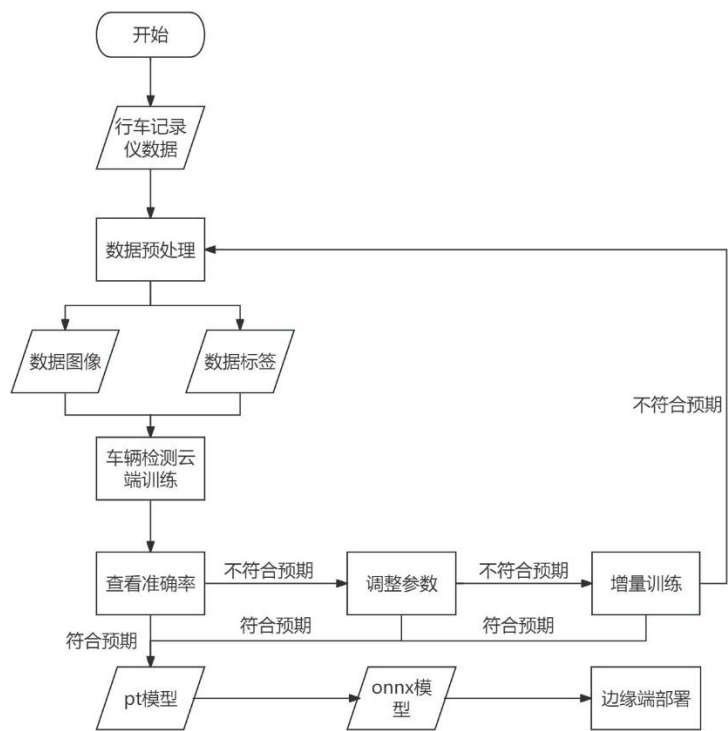 开始
行车记录
仪数据
数据预处理
数据图像
数据标签
不符合预期
车辆检测云
端训练
查看准确率
不符合预期
调整参数
不符合预期
增量训练
符合预期
符合预期
符合预期
pt模型
onnx模
型
边缘端部署